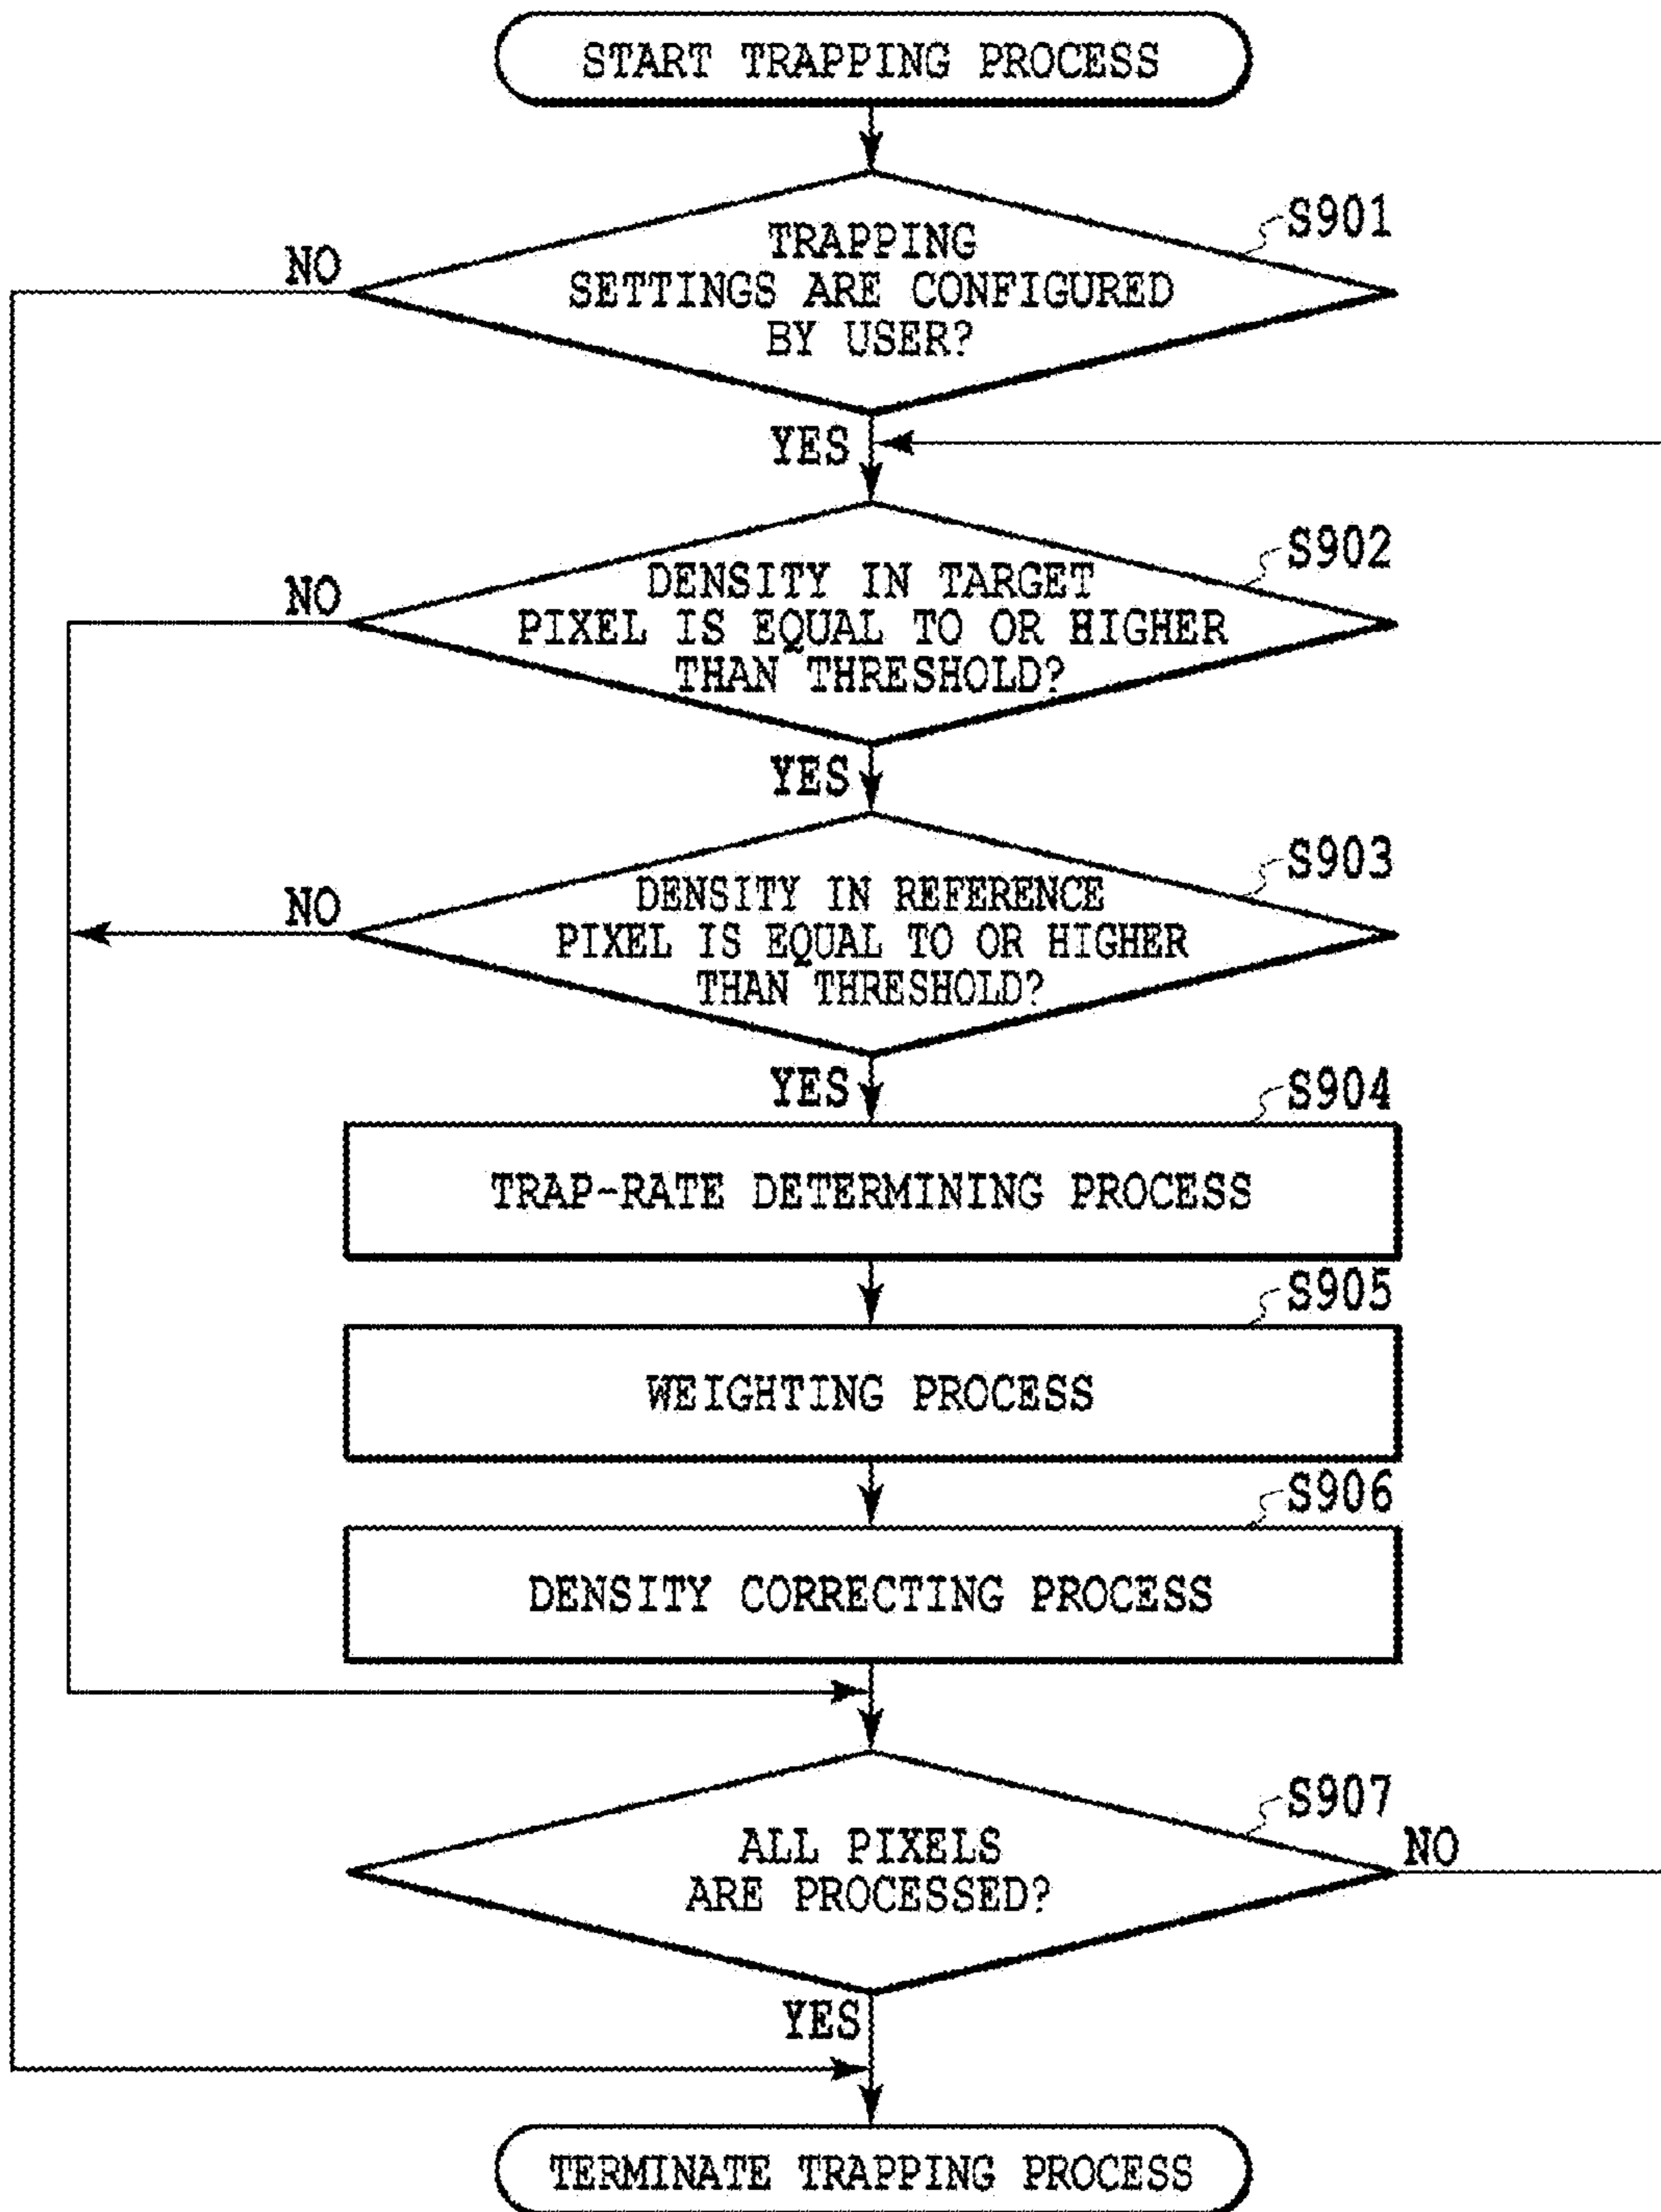 START TRAPPING PROCESS
S901
NO
TRAPPING
SETTINGS ARE CONFIGURED
BY USER?
YES
S902
NO
DENSITY IN TARGET
PIXEL IS EQUAL TO OR HIGHER
THAN THRESHOLD?
YES
S903
NO
DENSITY IN REFERENCE
PIXEL IS EQUAL TO OR HIGHER
THAN THRESHOLD?
YES
S904
TRAP-RATE DETERMINING PROCESS
S905
WEIGHTING PROCESS
S906
DENSITY CORRECTING PROCESS
S907
ALL PIXELS
ARE PROCESSED?
NO
YES
TERMINATE TRAPPING PROCESS